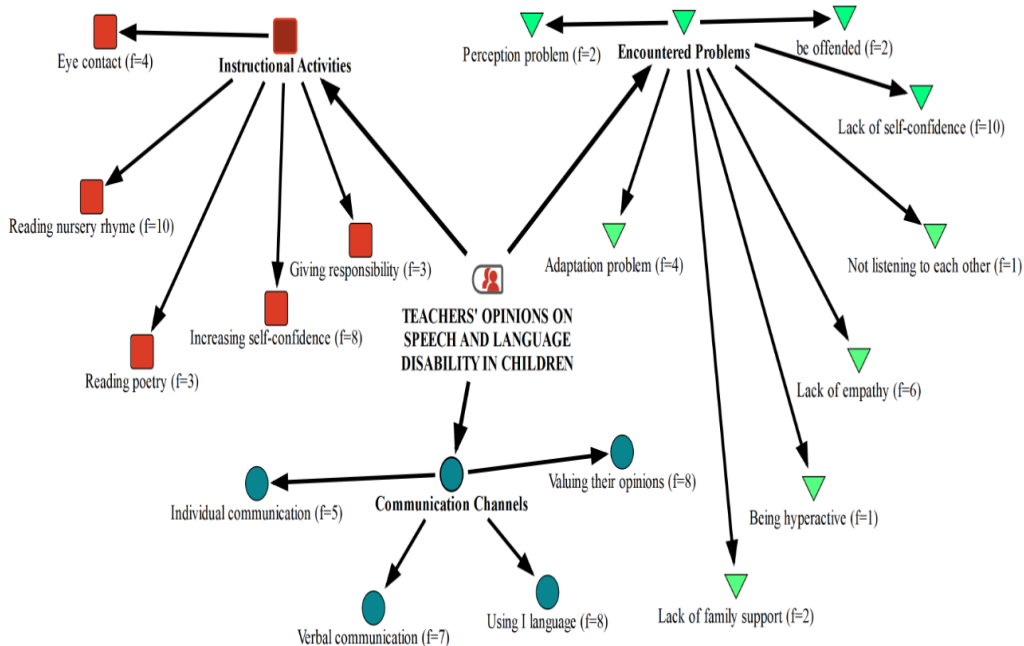 Eye contact (f=4)
Instructional Activities
Perception problem (f=2)
Encountered Problems
be offended (f=2)
Lack of self-confidence (f=10)
Reading nursery rhyme (f=10)
Giving responsibility (f=3)
Adaptation problem (f=4)
Not listening to each other (f=1)
Increasing self-confidence (f=8)
Reading poetry (f=3)
TEACHERS' OPINIONS ON
SPEECH AND LANGUAGE
DISABILITY IN CHILDREN
Lack of empathy (f=6)
Individual communication (f=5)
Communication Channels
Valuing their opinions (f=8)
Being hyperactive (f=1)
Verbal communication (f=7)
Using I language (f=8)
Lack of family support (f=2)